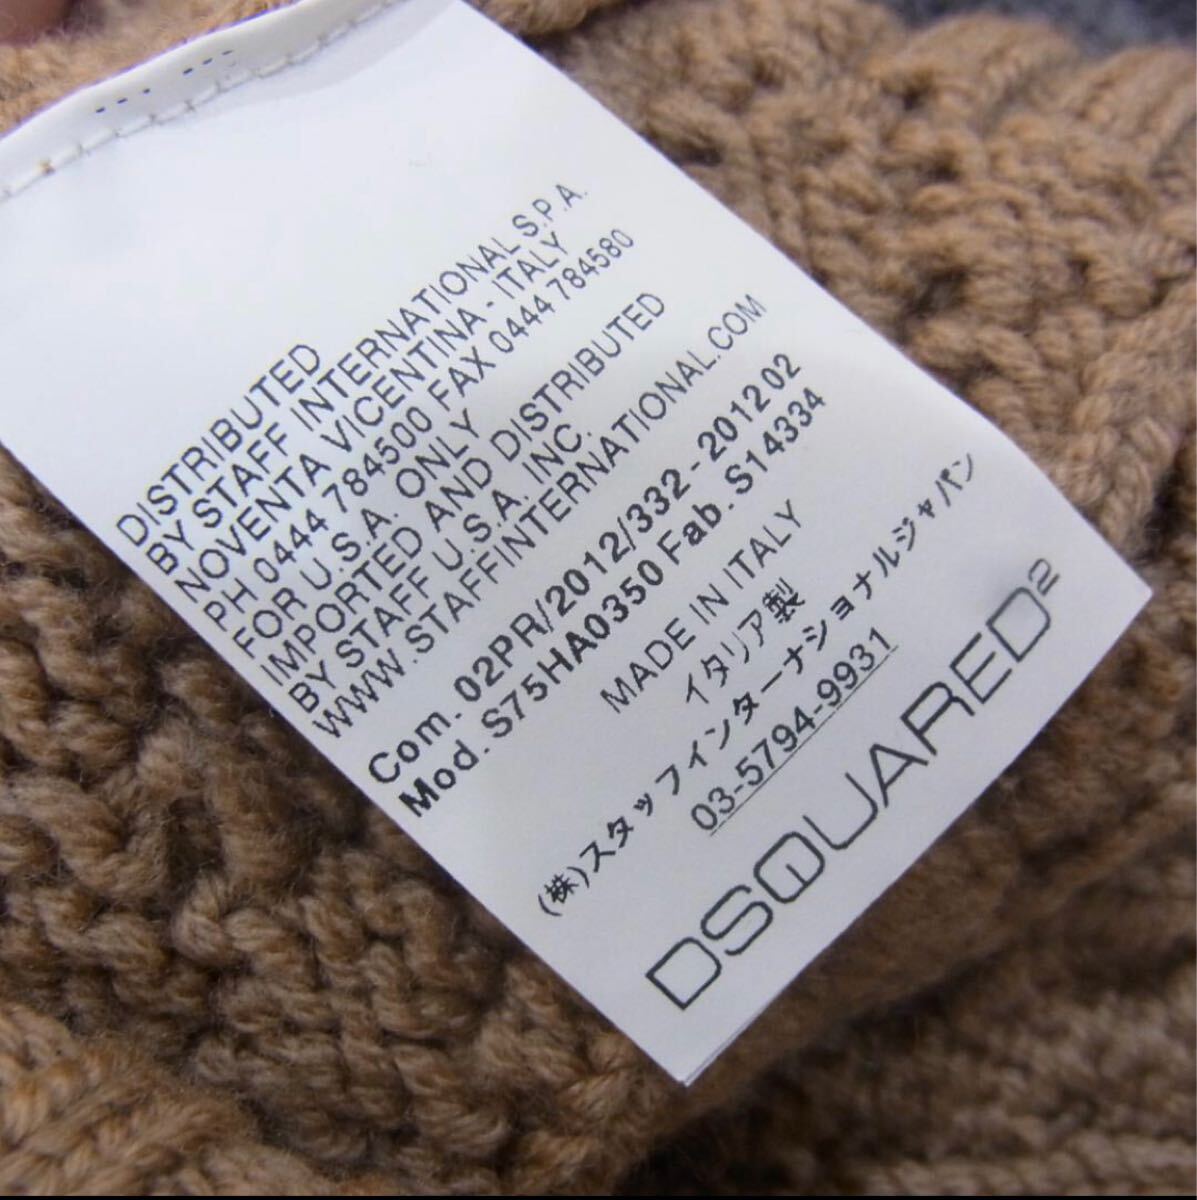 DISTRIBUTED
BY STAFF INTERNATIONAL S.P.A.
NOVENTA VICENTINA - ITALY
PH 0444 784500 FAX 0444 784580
FOR U.S.A. ONLY
IMPORTED AND DISTRIBUTED
BY STAFF U.S.A. INC.
WWW.STAFFINTERNATIONAL.COM
Com. 02PR/2012/332 - 2012 02
Mod. S75HA0350 Fab. S14334
MADE IN ITALY
イタリア製
(株)スタッフインターナショナルジャパン
03-5794-9931
DSQUARED2